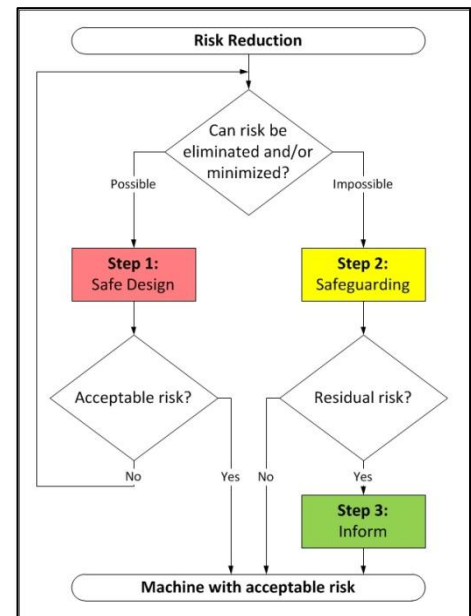 Risk Reduction
Can risk be
eliminated and/or
minimized?
Possible
Impossible
Step 1:
Safe Design
Step 2:
Safeguarding
Acceptable risk?
Residual risk?
No
Yes
No
Yes
Step 3:
Inform
Machine with acceptable risk